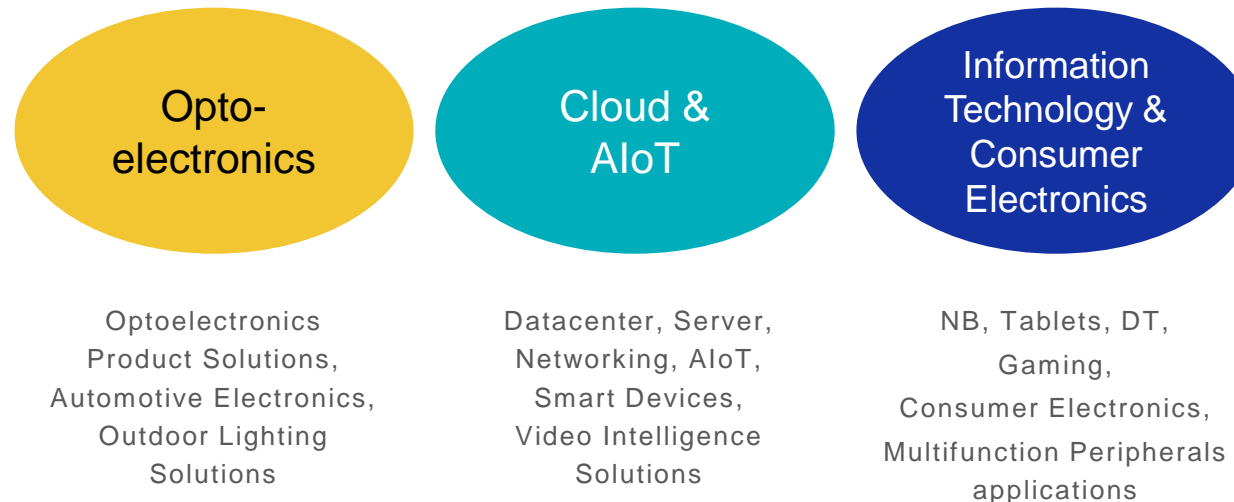 Opto-
electronics
Optoelectronics
Product Solutions,
Automotive Electronics,
Outdoor Lighting
Solutions
Cloud &
AIoT
Datacenter, Server,
Networking, AIoT,
Smart Devices,
Video Intelligence
Solutions
Information
Technology &
Consumer
Electronics
NB, Tablets, DT,
Gaming,
Consumer Electronics,
Multifunction Peripherals
applications